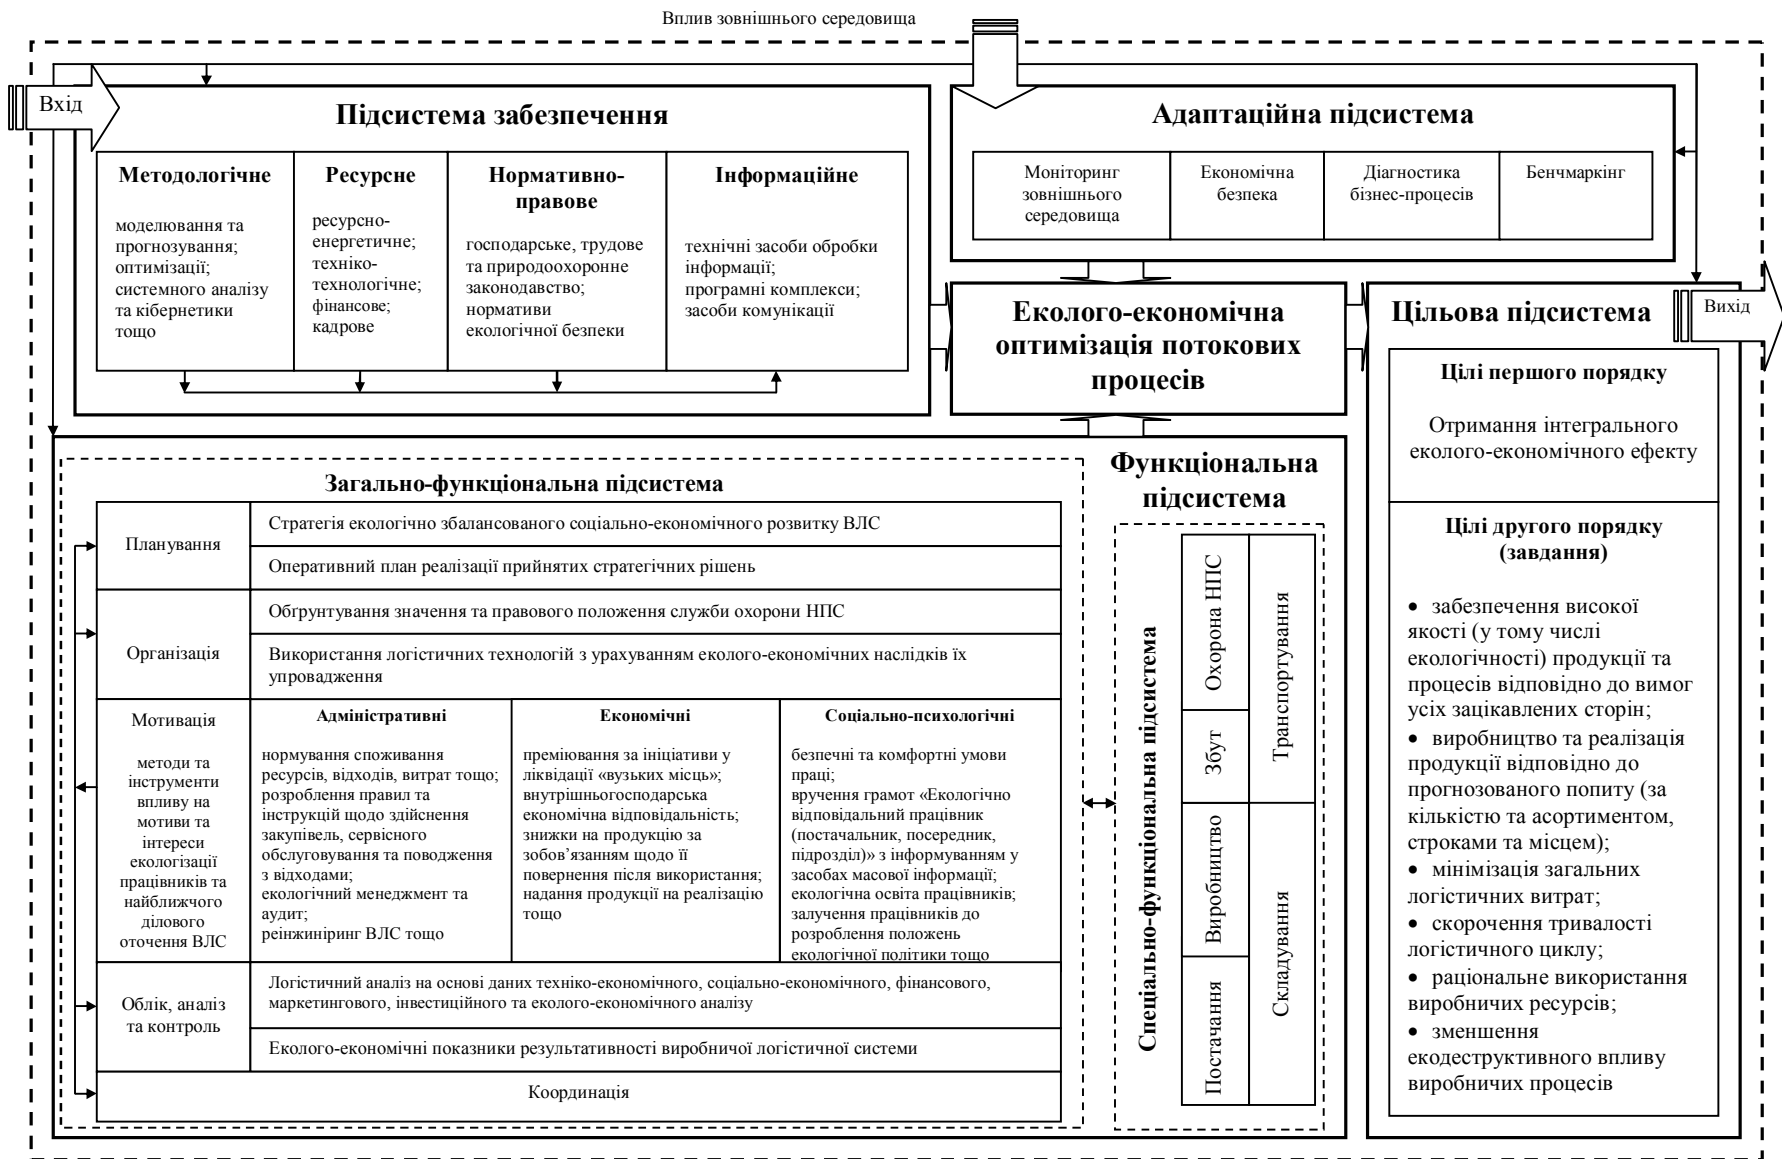 Вплив зовнішнього середовища
Вхід
Підсистема забезпечення
Методологічне
моделювання та
прогнозування;
оптимізації;
системного аналізу
та кібернетики
тощо
Ресурсне
ресурсно-
енергетичне;
техніко-
технологічне;
фінансове;
кадрове
Нормативно-
правове
господарське, трудове
та природоохоронне
законодавство;
нормативи
екологічної безпеки
Інформаційне
технічні засоби обробки
інформації;
програмні комплекси;
засоби комунікації
Адаптаційна підсистема
Моніторинг
зовнішнього
середовища
Економічна
безпека
Діагностика
бізнес-процесів
Бенчмаркінг
Еколого-економічна
оптимізація потокових
процесів
Цільова підсистема
Вихід
Цілі першого порядку
Отримання інтегрального
еколого-економічного ефекту
Цілі другого порядку
(завдання)
• забезпечення високої
якості (у тому числі
екологічності) продукції та
процесів відповідно до вимог
усіх зацікавлених сторін;
• виробництво та реалізація
продукції відповідно до
прогнозованого попиту (за
кількістю та асортиментом,
строками та місцем);
• мінімізація загальних
логістичних витрат;
• скорочення тривалості
логістичного циклу;
• раціональне використання
виробничих ресурсів;
• зменшення
екодеструктивного впливу
виробничих процесів
Функціональна
підсистема
Загально-функціональна підсистема
Планування
Стратегія екологічно збалансованого соціально-економічного розвитку ВЛС
Оперативний план реалізації прийнятих стратегічних рішень
Організація
Обґрунтування значення та правового положення служби охорони НПС
Використання логістичних технологій з урахуванням еколого-економічних наслідків їх
упровадження
Мотивація
методи та
інструменти
впливу на
мотиви та
інтереси
екологізації
працівників та
найближчого
ділового
оточення ВЛС
Адміністративні
нормування споживання
ресурсів, відходів, витрат тощо;
розроблення правил та
інструкцій щодо здійснення
закупівель, сервісного
обслуговування та поводження
з відходами;
екологічний менеджмент та
аудит;
реінжиніринг ВЛС тощо
Економічні
преміювання за ініціативи у
ліквідації «вузьких місць»;
внутрішньогосподарська
економічна відповідальність;
знижки на продукцію за
зобов’язанням щодо її
повернення після використання;
надання продукції на реалізацію
тощо
Соціально-психологічні
безпечні та комфортні умови
праці;
вручення грамот «Екологічно
відповідальний працівник
(постачальник, посередник,
підрозділ)» з інформуванням у
засобах масової інформації;
екологічна освіта працівників;
залучення працівників до
розроблення положень
екологічної політики тощо
Облік, аналіз
та контроль
Логістичний аналіз на основі даних техніко-економічного, соціально-економічного, фінансового,
маркетингового, інвестиційного та еколого-економічного аналізу
Еколого-економічні показники результативності виробничої логістичної системи
Координація
Спеціально-функціональна підсистема
Постачання
Виробництво
Збут
Охорона НПС
Складування
Транспортування